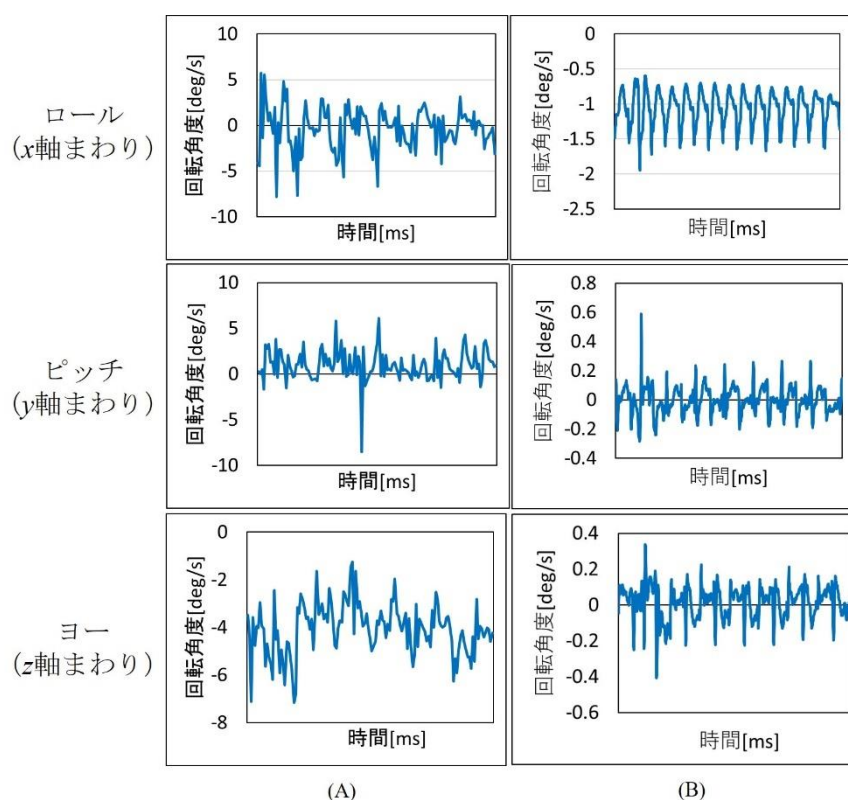 ロール
(x軸まわり)
回転角度[deg/s]
10
5
0
-5
-10
時間[ms]
回転角度[deg/s]
0
-0.5
-1
-1.5
-2
-2.5
時間[ms]
ピッチ
(y軸まわり)
回転角度[deg/s]
10
5
0
-5
-10
時間[ms]
回転角度[deg/s]
0.8
0.6
0.4
0.2
0
-0.2
-0.4
時間[ms]
ヨー
(z軸まわり)
回転角度[deg/s]
0
-2
-4
-6
-8
時間[ms]
回転角度[deg/s]
0.4
0.2
0
-0.2
-0.4
-0.6
時間[ms]
(A)
(B)